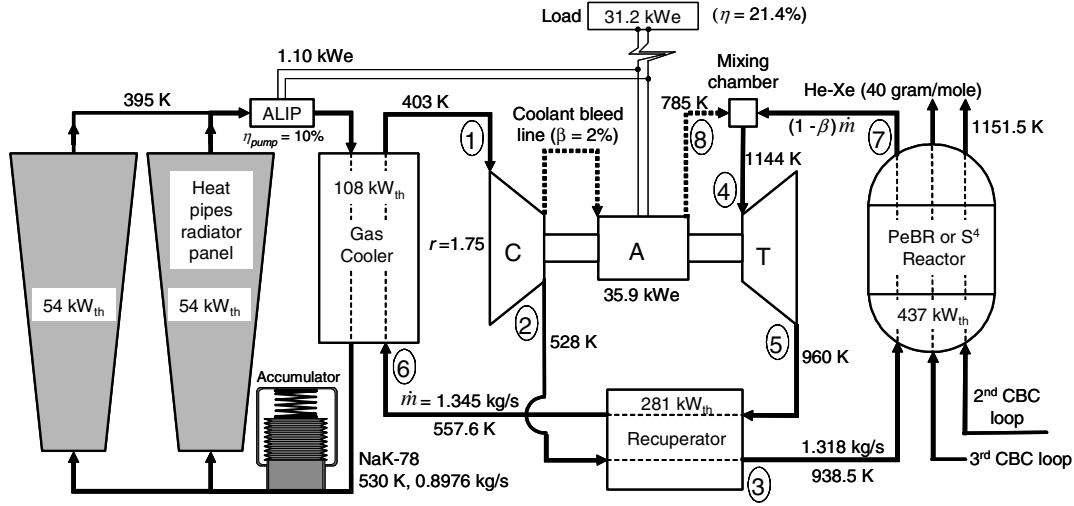 Load
31.2 kWe
(η = 21.4%)
1.10 kWe
Mixing
chamber
He-Xe (40 gram/mole)
395 K
ALIP
η_pump = 10%
403 K
Coolant bleed
line (β = 2%)
785 K
(1 - β)ṁ
1151.5 K
1
8
7
1144 K
4
Heat
pipes
radiator
panel
108 kW_th
Gas
Cooler
r = 1.75
C
A
T
PeBR or S⁴
Reactor
54 kW_th
54 kW_th
35.9 kWe
437 kW_th
2
528 K
5
960 K
6
Accumulator
ṁ = 1.345 kg/s
557.6 K
281 kW_th
Recuperator
1.318 kg/s
938.5 K
3
2nd CBC
loop
3rd CBC loop
NaK-78
530 K, 0.8976 kg/s